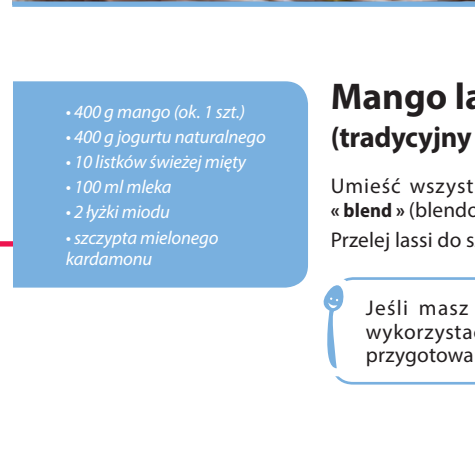 • 400 g mango (ok. 1 szt.)
• 400 g jogurtu naturalnego
• 10 listków świeżej mięty
• 100 ml mleka
• 2 łyżki miodu
• szczypta mielonego
kardamonu
Mango la
(tradycyjny
Umieść wszyst
« blend » (blendo
Przelej lassi do s
Jeśli masz
wykorzysta
przygotowa